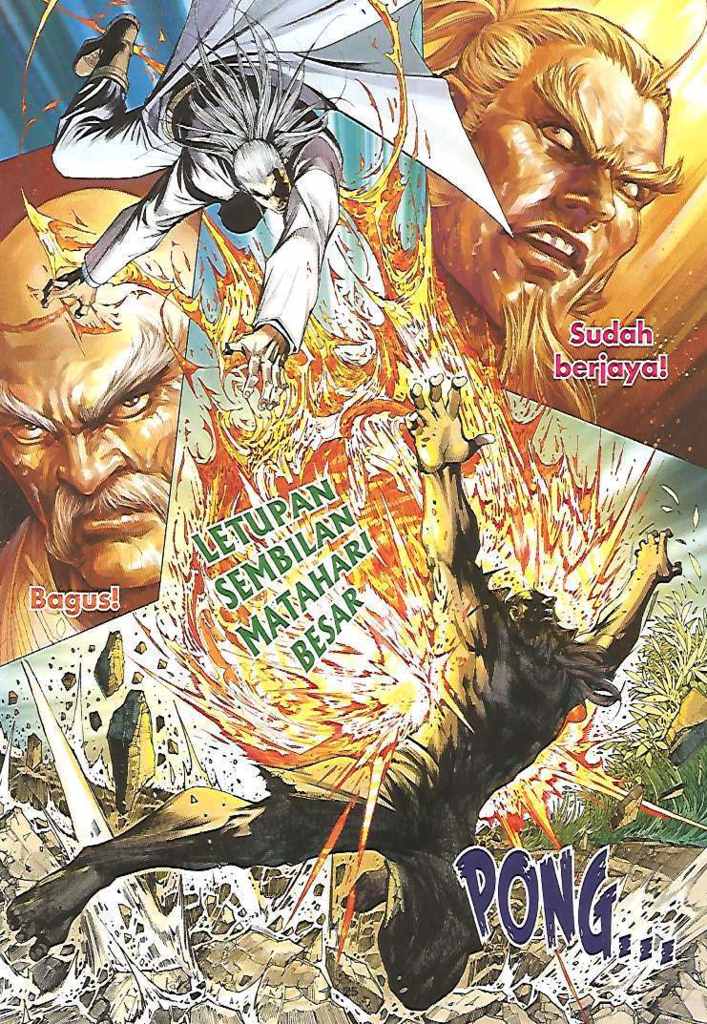 Sudah
berjaya!
Bagus!
LETUPAN
SEMBILAN
MATAHARI
BESAR
PONG...